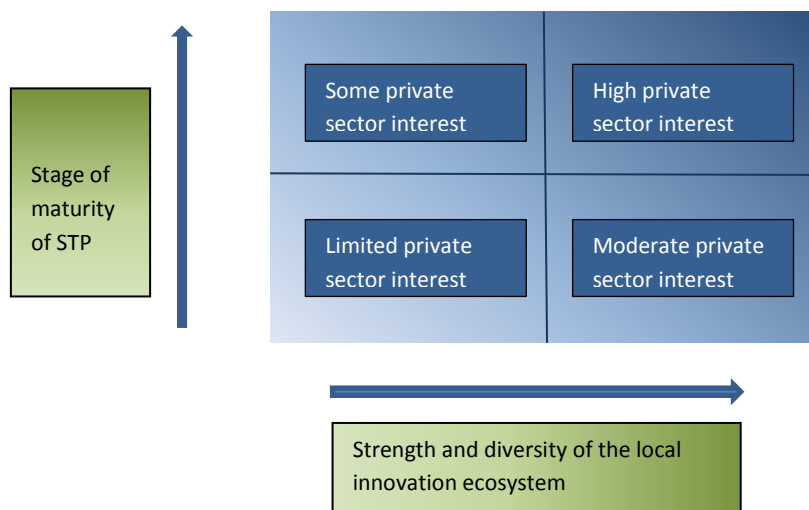 Some private
sector interest
High private
sector interest
Stage of
maturity
of STP
Limited private
sector interest
Moderate private
sector interest
Strength and diversity of the local
innovation ecosystem